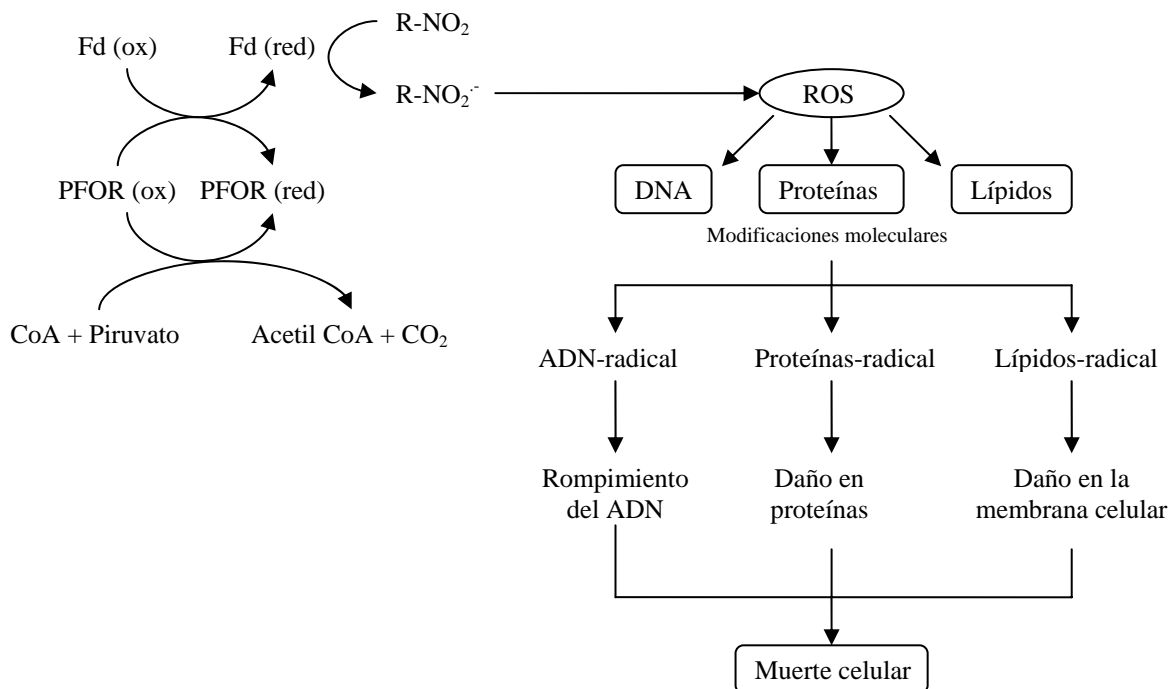 R-NO₂
Fd (ox) Fd (red)
R-NO₂·⁻
ROS
PFOR (ox) PFOR (red)
DNA Proteínas Lípidos
Modificaciones moleculares
CoA + Piruvato Acetil CoA + CO₂
ADN-radical Proteínas-radical Lípidos-radical
Rompimiento Daño en Daño en la
del ADN proteínas membrana celular
Muerte celular